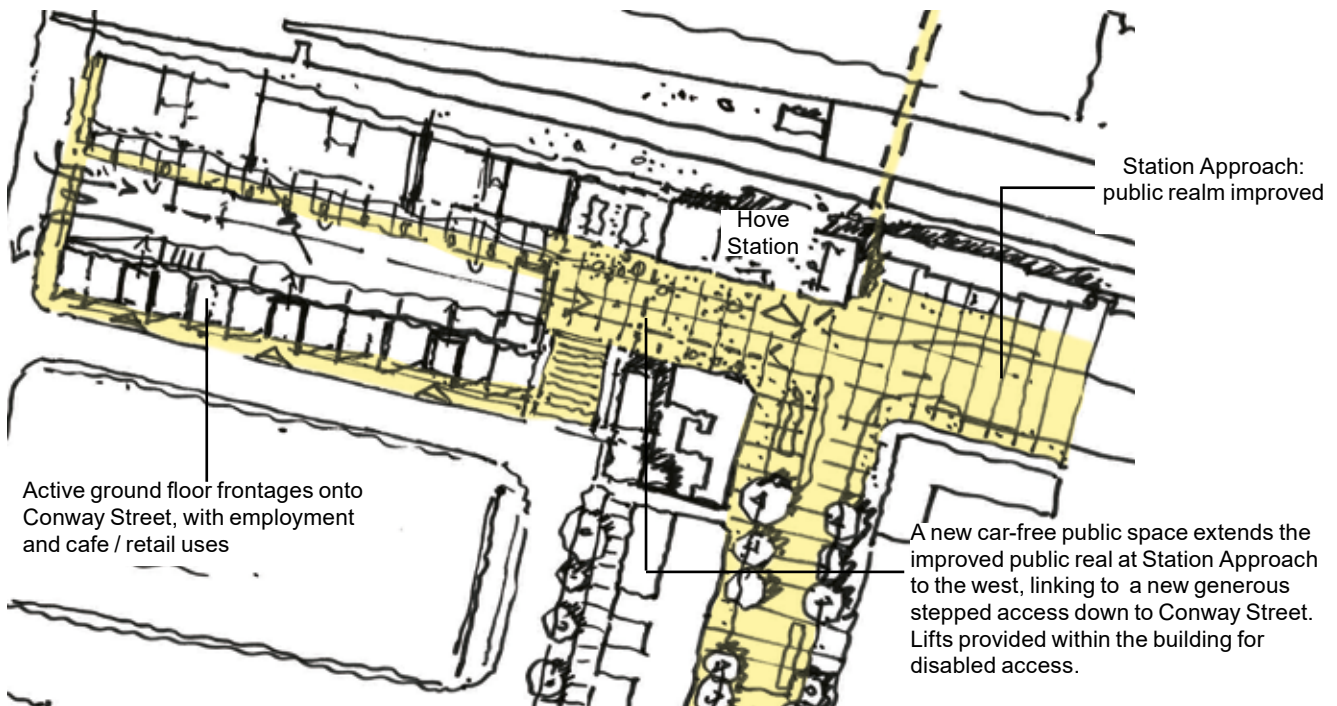 Station Approach:
public realm improved
Hove
Station
Active ground floor frontages onto
Conway Street, with employment
and cafe / retail uses
A new car-free public space extends the
improved public real at Station Approach
to the west, linking to a new generous
stepped access down to Conway Street.
Lifts provided within the building for
disabled access.